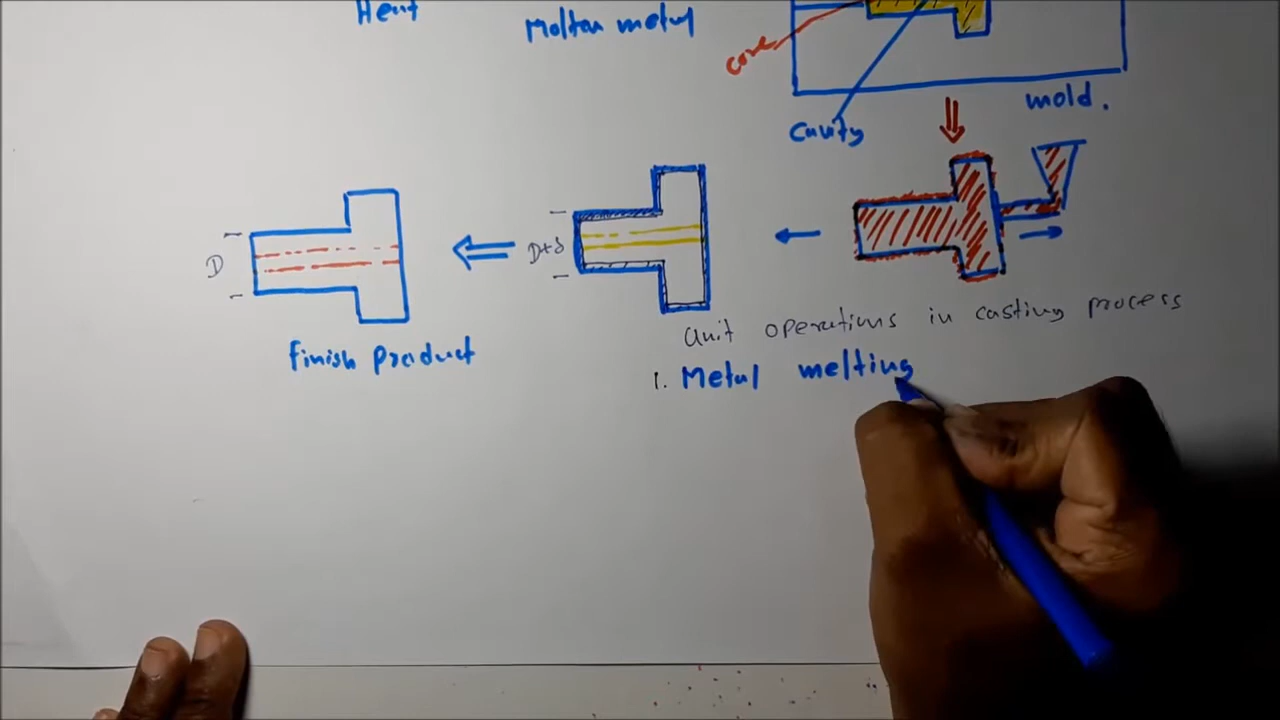 Heat
Molten metal
core
mold.
Cavity
D+δ
D
Unit operations in casting process
finish product
1. Metal melting